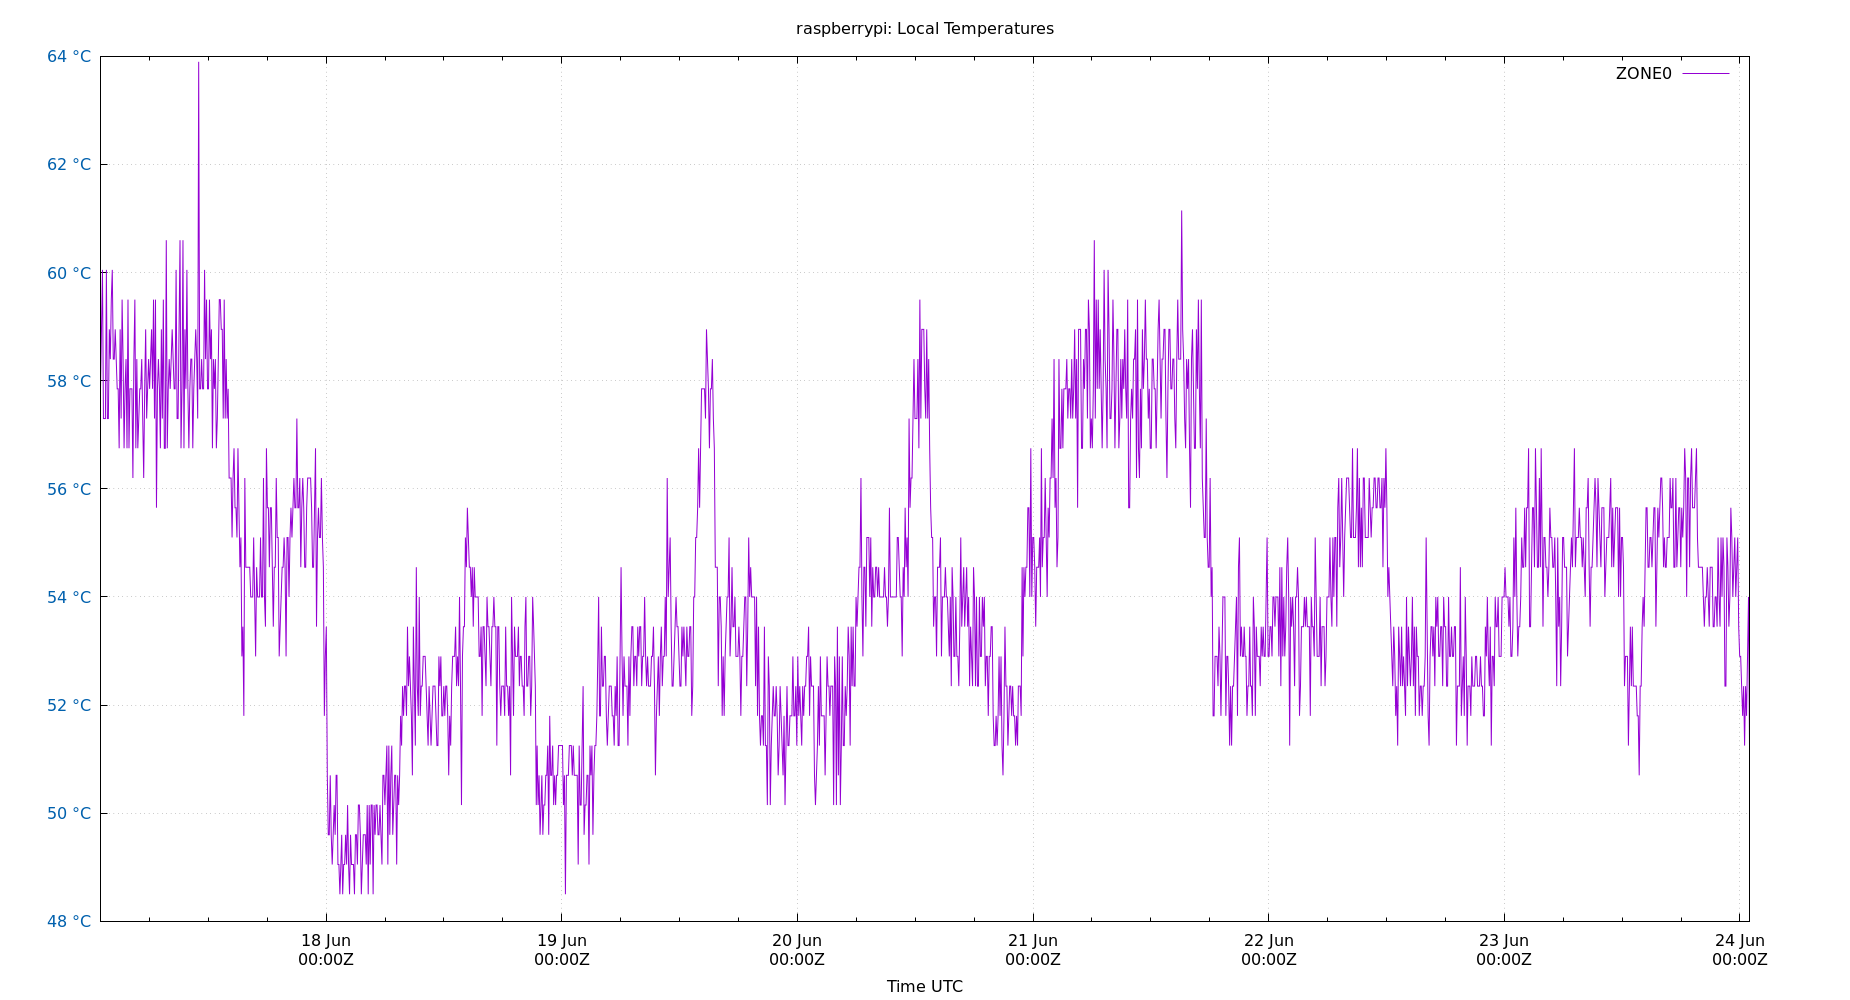 raspberrypi: Local Temperatures
64 °C
ZONE0
62 °C
60 °C
58 °C
56 °C
54 °C
52 °C
50 °C
48 °C
18 Jun 19 Jun 20 Jun 21 Jun 22 Jun 23 Jun 24 Jun
00:00Z 00:00Z 00:00Z 00:00Z 00:00Z 00:00Z 00:00Z
Time UTC